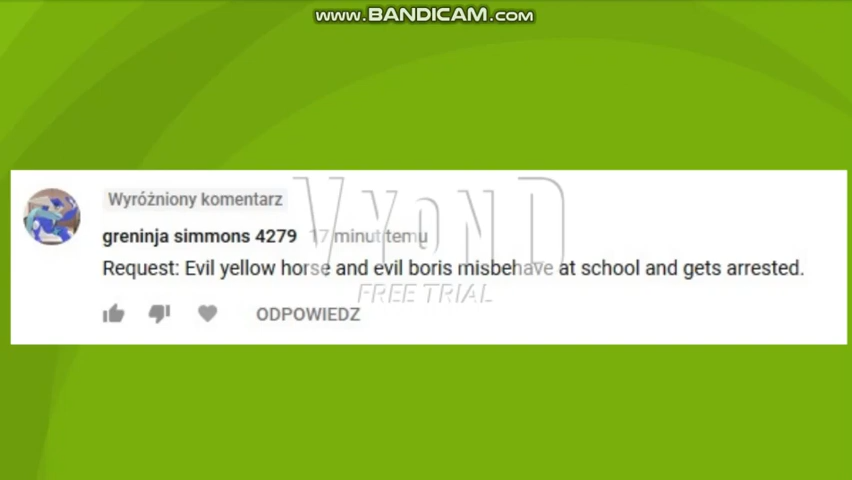 www.BANDICAM.com
Wyróżniony komentarz
greninja simmons 4279 17 minut temu
Request: Evil yellow horse and evil boris misbehave at school and gets arrested.
VYOND
FREE TRIAL
ODPOWIEDZ